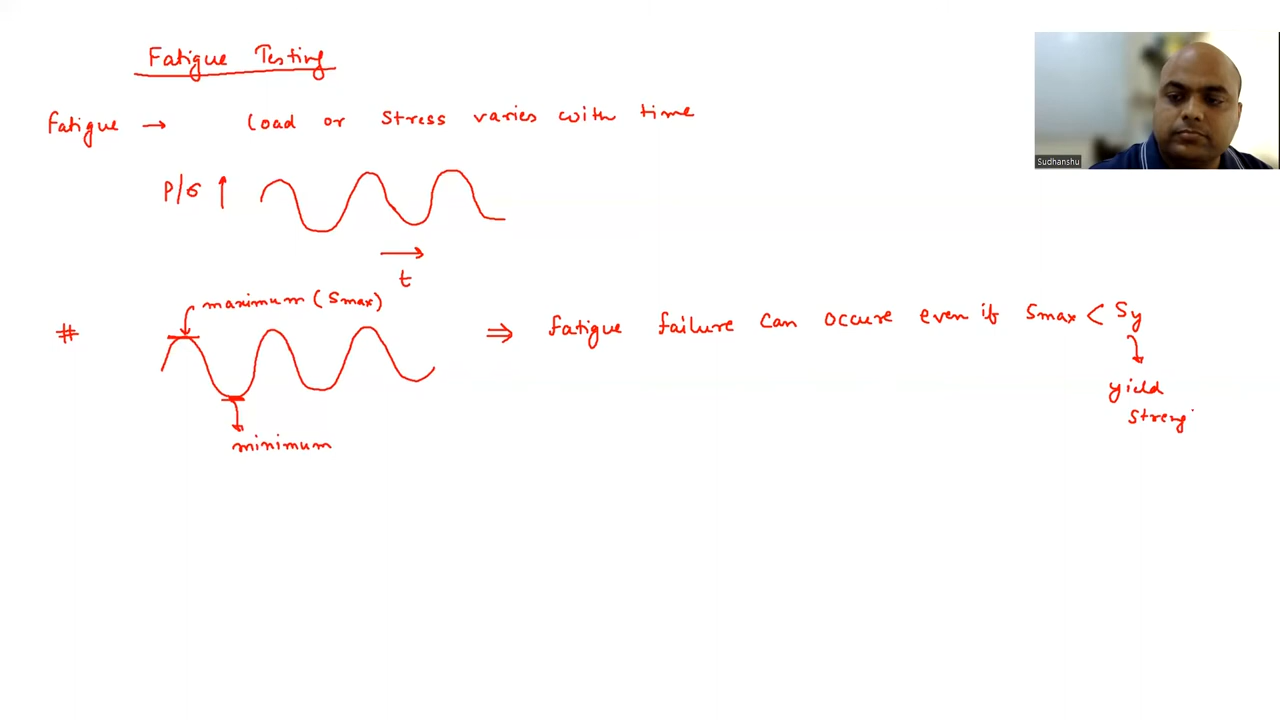 Fatigue Testing
Sudhanshu
Fatigue → load or stress varies with time
P/σ ↑
→
t
maximum (Smax)
# ⇒ fatigue failure can occure even if Smax < Sy
yield
streng
minimum